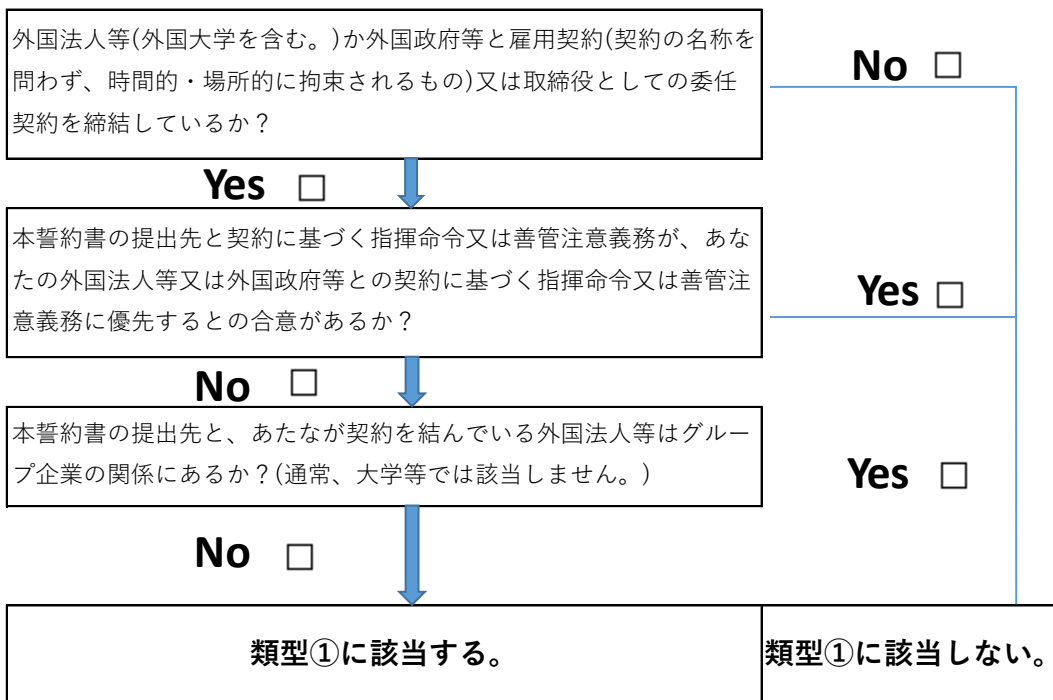 外国法人等(外国大学を含む。)か外国政府等と雇用契約(契約の名称を
問わず、時間的・場所的に拘束されるもの)又は取締役としての委任
契約を締結しているか？
No □
Yes □
本誓約書の提出先と契約に基づく指揮命令又は善管注意義務が、あな
たの外国法人等又は外国政府等との契約に基づく指揮命令又は善管注
意義務に優先するとの合意があるか？
Yes □
No □
本誓約書の提出先と、あたなが契約を結んでいる外国法人等はグルー
プ企業の関係にあるか？(通常、大学等では該当しません。)
Yes □
No □
類型①に該当する。
類型①に該当しない。